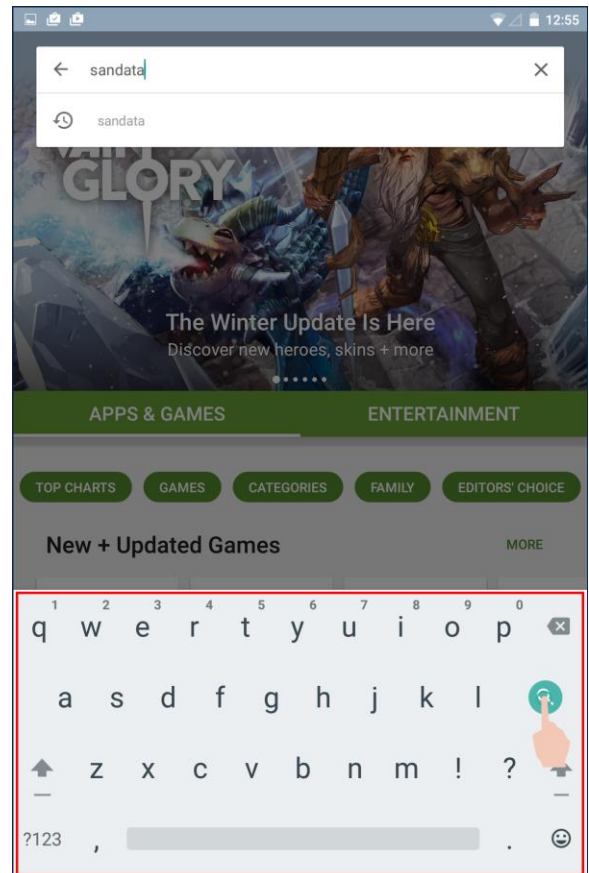 12:55
sandata
sandata
VAIN
GLORY
The Winter Update Is Here
Discover new heroes, skins + more
APPS & GAMES ENTERTAINMENT
TOP CHARTS GAMES CATEGORIES FAMILY EDITORS' CHOICE
New + Updated Games MORE
1 2 3 4 5 6 7 8 9 0
q w e r t y u i o p
a s d f g h j k l
z x c v b n m ! ?
?123 , .